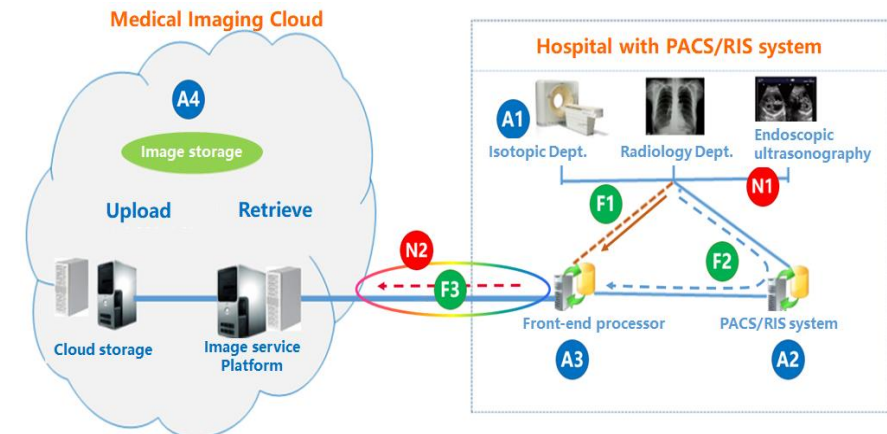 Medical Imaging Cloud
Hospital with PACS/RIS system
A4
Image storage
Upload
Retrieve
Cloud storage
Image service
Platform
N2
F3
A1
Isotopic Dept.
Radiology Dept.
Endoscopic
ultrasonography
N1
F1
F2
Front-end processor
PACS/RIS system
A3
A2